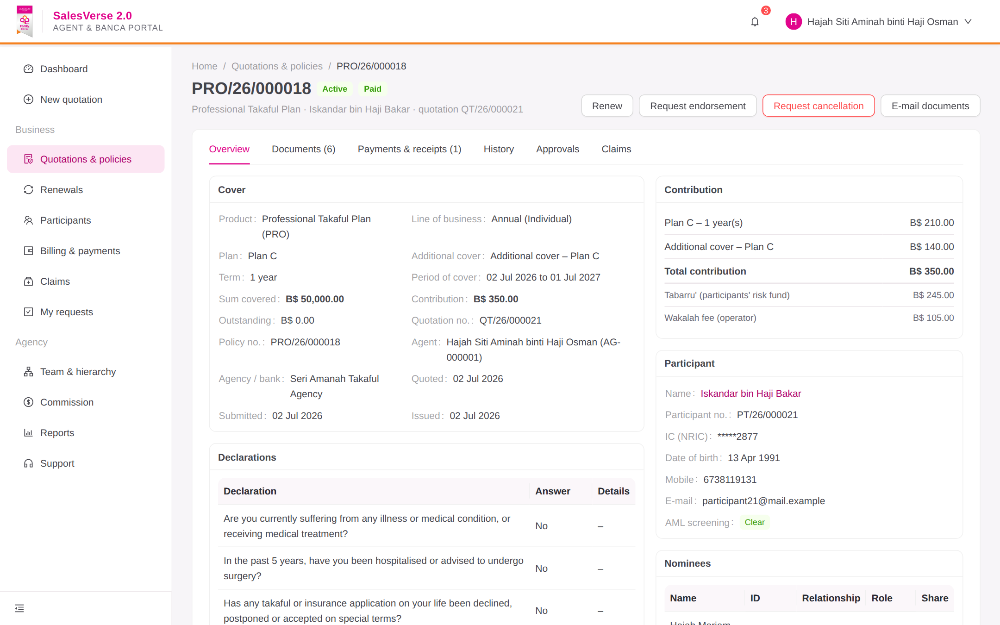 Family
Takaful
SalesVerse 2.0
AGENT & BANCA PORTAL
3
H
Hajah Siti Aminah binti Haji Osman
Dashboard
New quotation
Business
Quotations & policies
Renewals
Participants
Billing & payments
Claims
My requests
Agency
Team & hierarchy
Commission
Reports
Support
Home / Quotations & policies / PRO/26/000018
PRO/26/000018 Active Paid
Professional Takaful Plan · Iskandar bin Haji Bakar · quotation QT/26/000021
Renew Request endorsement Request cancellation E-mail documents
Overview Documents (6) Payments & receipts (1) History Approvals Claims
Cover
Product : Professional Takaful Plan
(PRO)
Line of business : Annual (Individual)
Plan : Plan C
Additional cover : Additional cover – Plan C
Term : 1 year
Period of cover : 02 Jul 2026 to 01 Jul 2027
Sum covered : B$ 50,000.00
Contribution : B$ 350.00
Outstanding : B$ 0.00
Quotation no. : QT/26/000021
Policy no. : PRO/26/000018
Agent : Hajah Siti Aminah binti Haji Osman (AG-
000001)
Agency / bank : Seri Amanah Takaful
Agency
Quoted : 02 Jul 2026
Submitted : 02 Jul 2026
Issued : 02 Jul 2026
Declarations
Declaration Answer Details
Are you currently suffering from any illness or medical condition, or
receiving medical treatment?
No –
In the past 5 years, have you been hospitalised or advised to undergo
surgery?
No –
Has any takaful or insurance application on your life been declined,
postponed or accepted on special terms?
No –
Contribution
Plan C – 1 year(s) B$ 210.00
Additional cover – Plan C B$ 140.00
Total contribution B$ 350.00
Tabarru' (participants' risk fund) B$ 245.00
Wakalah fee (operator) B$ 105.00
Participant
Name : Iskandar bin Haji Bakar
Participant no. : PT/26/000021
IC (NRIC) : *****2877
Date of birth : 13 Apr 1991
Mobile : 6738119131
E-mail : participant21@mail.example
AML screening : Clear
Nominees
Name ID Relationship Role Share
Hajah Mariam